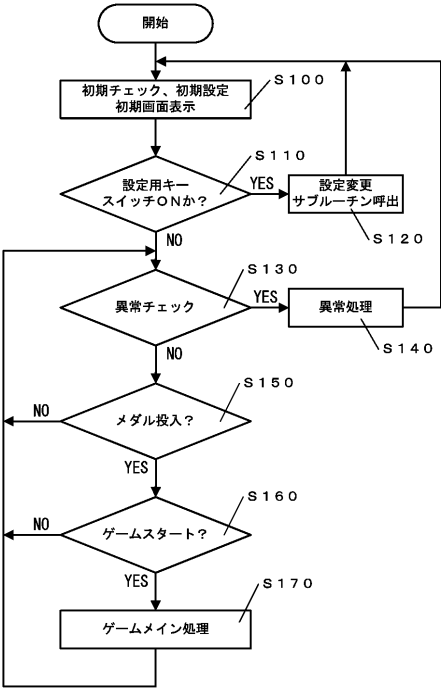 開始
Ｓ１００
初期チェック、初期設定
初期画面表示
Ｓ１１０
設定用キー
スイッチＯＮか？
YES
設定変更
サブルーチン呼出
Ｓ１２０
NO
Ｓ１３０
異常チェック
YES
異常処理
Ｓ１４０
NO
Ｓ１５０
メダル投入？
NO
YES
Ｓ１６０
ゲームスタート？
NO
YES
Ｓ１７０
ゲームメイン処理